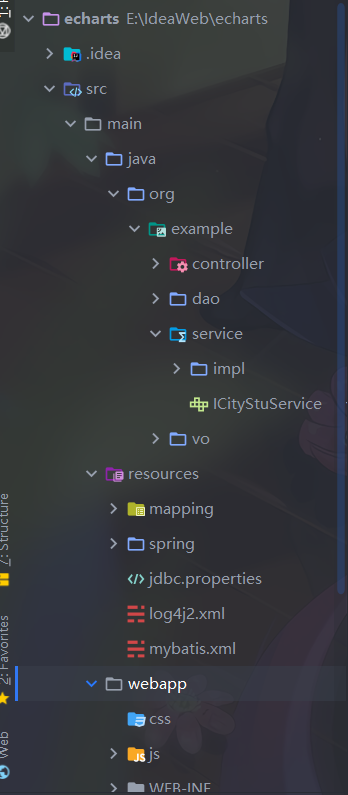 echarts E:\IdeaWeb\echarts
.idea
src
main
java
org
example
controller
dao
service
impl
ICityStuService
vo
resources
mapping
spring
jdbc.properties
log4j2.xml
mybatis.xml
webapp
css
js
WEB-INF
7: Structure
2: Favorites
Web